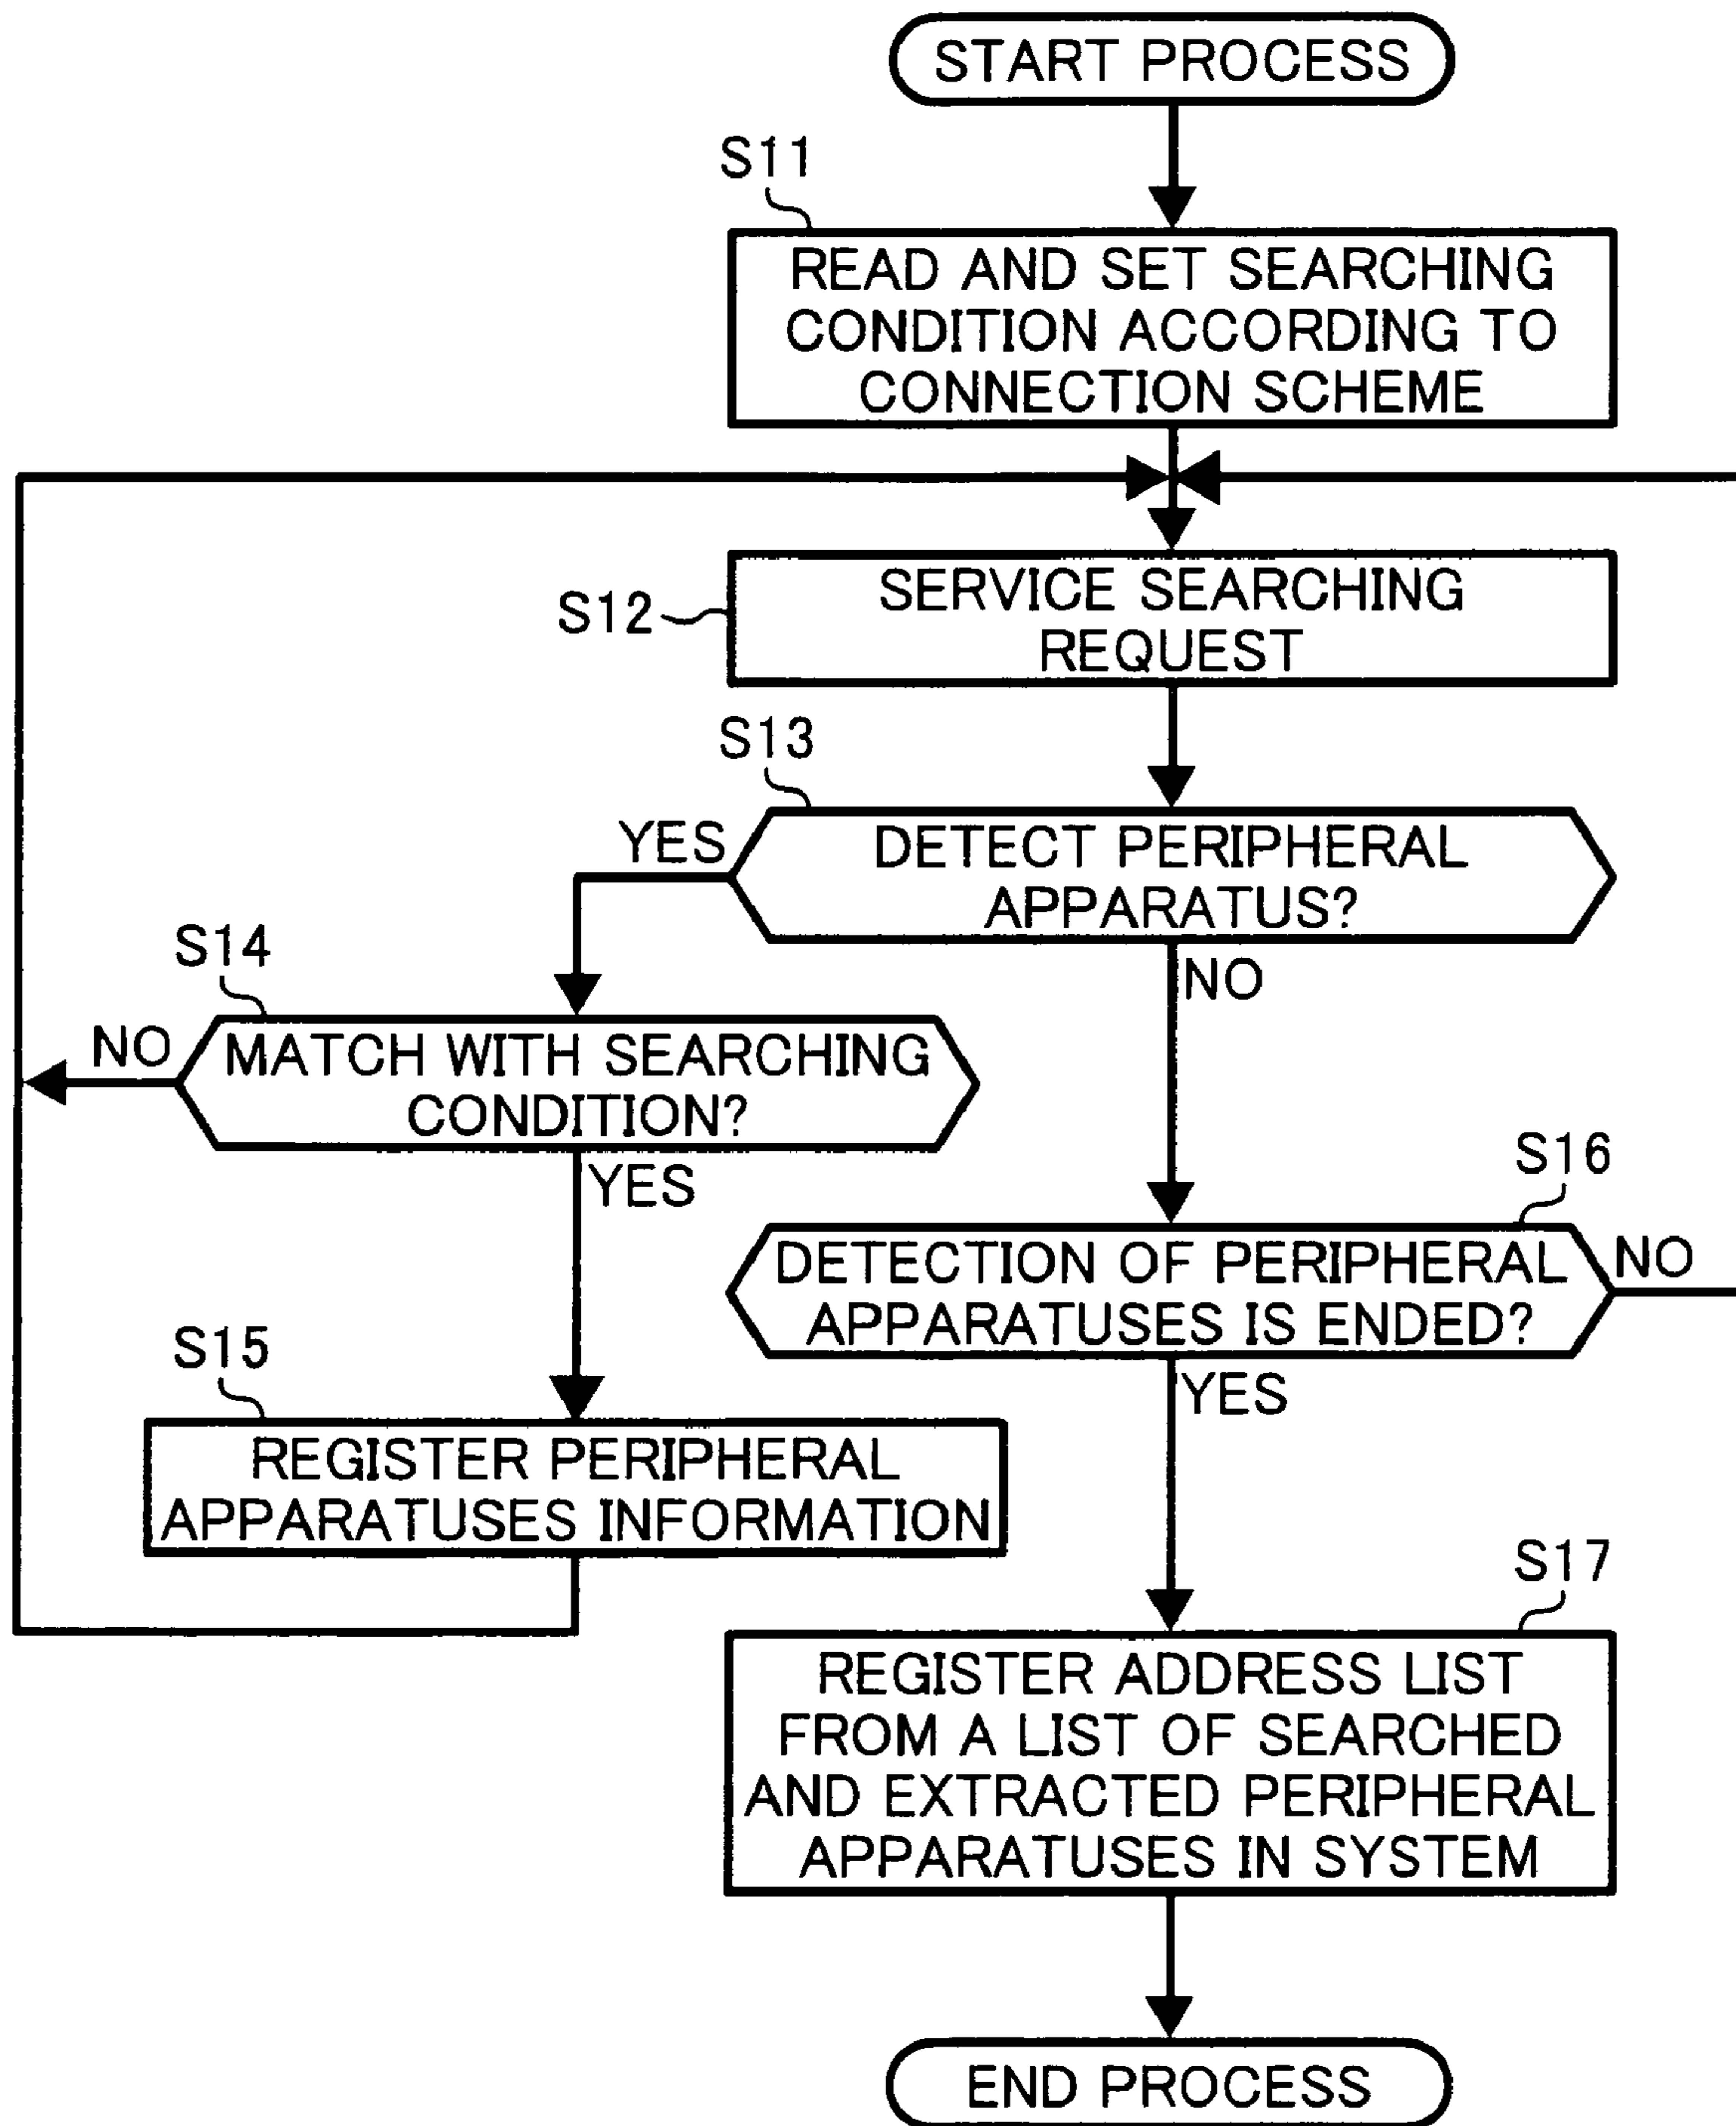 START PROCESS
S11
READ AND SET SEARCHING
CONDITION ACCORDING TO
CONNECTION SCHEME
S12
SERVICE SEARCHING
REQUEST
S13
DETECT PERIPHERAL
APPARATUS?
YES
NO
S14
MATCH WITH SEARCHING
CONDITION?
NO
YES
S15
REGISTER PERIPHERAL
APPARATUSES INFORMATION
S16
DETECTION OF PERIPHERAL
APPARATUSES IS ENDED?
NO
YES
S17
REGISTER ADDRESS LIST
FROM A LIST OF SEARCHED
AND EXTRACTED PERIPHERAL
APPARATUSES IN SYSTEM
END PROCESS